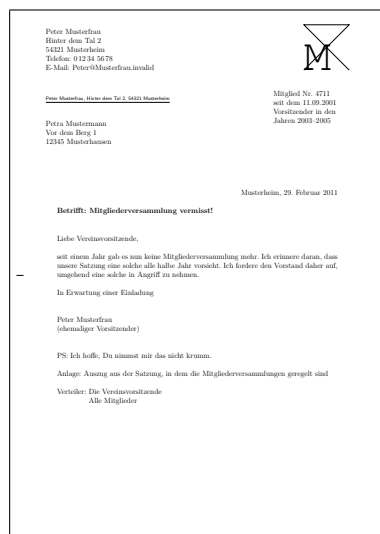 Peter Musterfrau
Hinter dem Tal 2
54321 Musterheim
Telefon: 0 12 34 56 78
E-Mail: Peter@Musterfrau.invalid
M
Peter Musterfrau, Hinter dem Tal 2, 54321 Musterheim
Mitglied Nr. 4711
seit dem 11.09.2001
Vorsitzender in den
Jahren 2003–2005
Petra Mustermann
Vor dem Berg 1
12345 Musterhausen
Musterheim, 29. Februar 2011
Betrifft: Mitgliederversammlung vermisst!
Liebe Vereinsvorsitzende,
seit einem Jahr gab es nun keine Mitgliederversammlung mehr. Ich erinnere daran, dass
unsere Satzung eine solche alle halbe Jahr vorsieht. Ich fordere den Vorstand daher auf,
umgehend eine solche in Angriff zu nehmen.
In Erwartung einer Einladung
Peter Musterfrau
(ehemaliger Vorsitzender)
PS: Ich hoffe, Du nimmst mir das nicht krumm.
Anlage: Auszug aus der Satzung, in dem die Mitgliederversammlungen geregelt sind
Verteiler: Die Vereinsvorsitzende
Alle Mitglieder